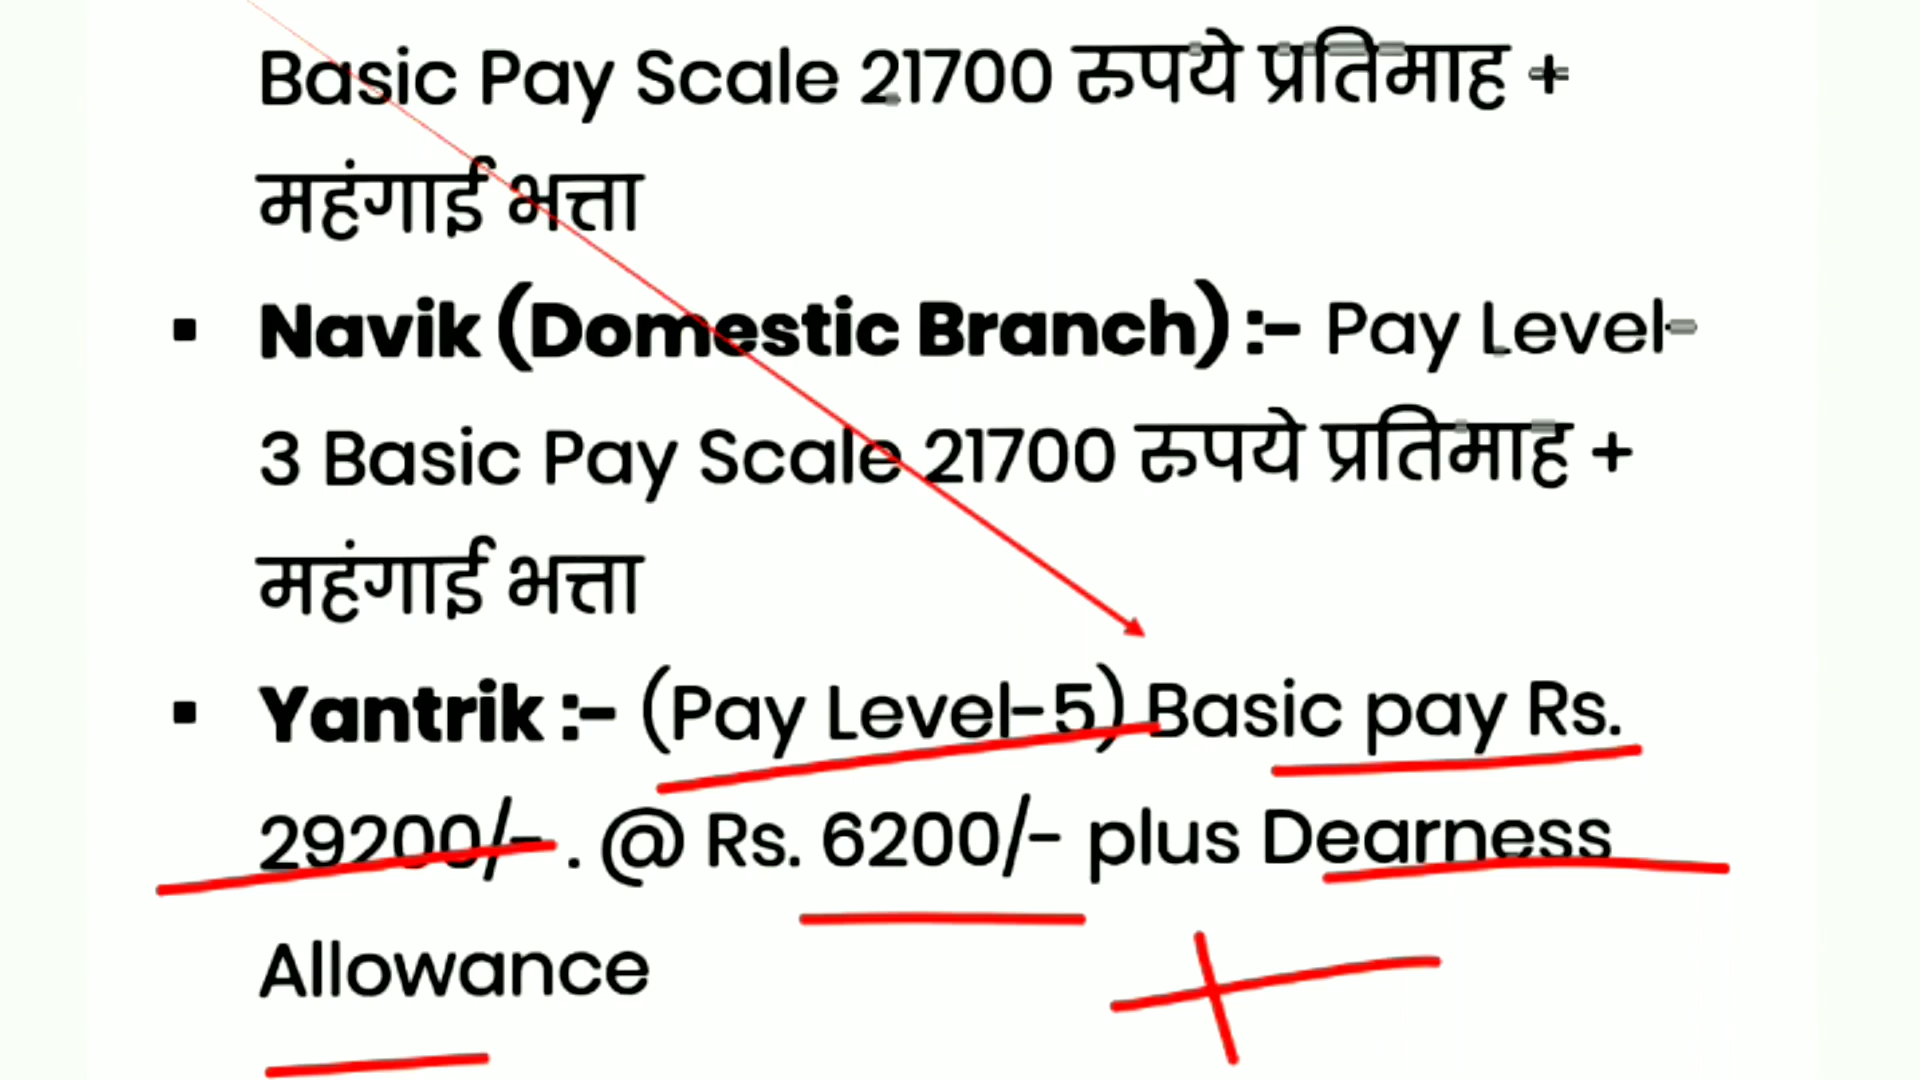 Basic Pay Scale 21700 रुपये प्रतिमाह +
महंगाई भत्ता
▪ Navik (Domestic Branch) :- Pay Level-
3 Basic Pay Scale 21700 रुपये प्रतिमाह +
महंगाई भत्ता
▪ Yantrik :- (Pay Level-5) Basic pay Rs.
29200/- . @ Rs. 6200/- plus Dearness
Allowance